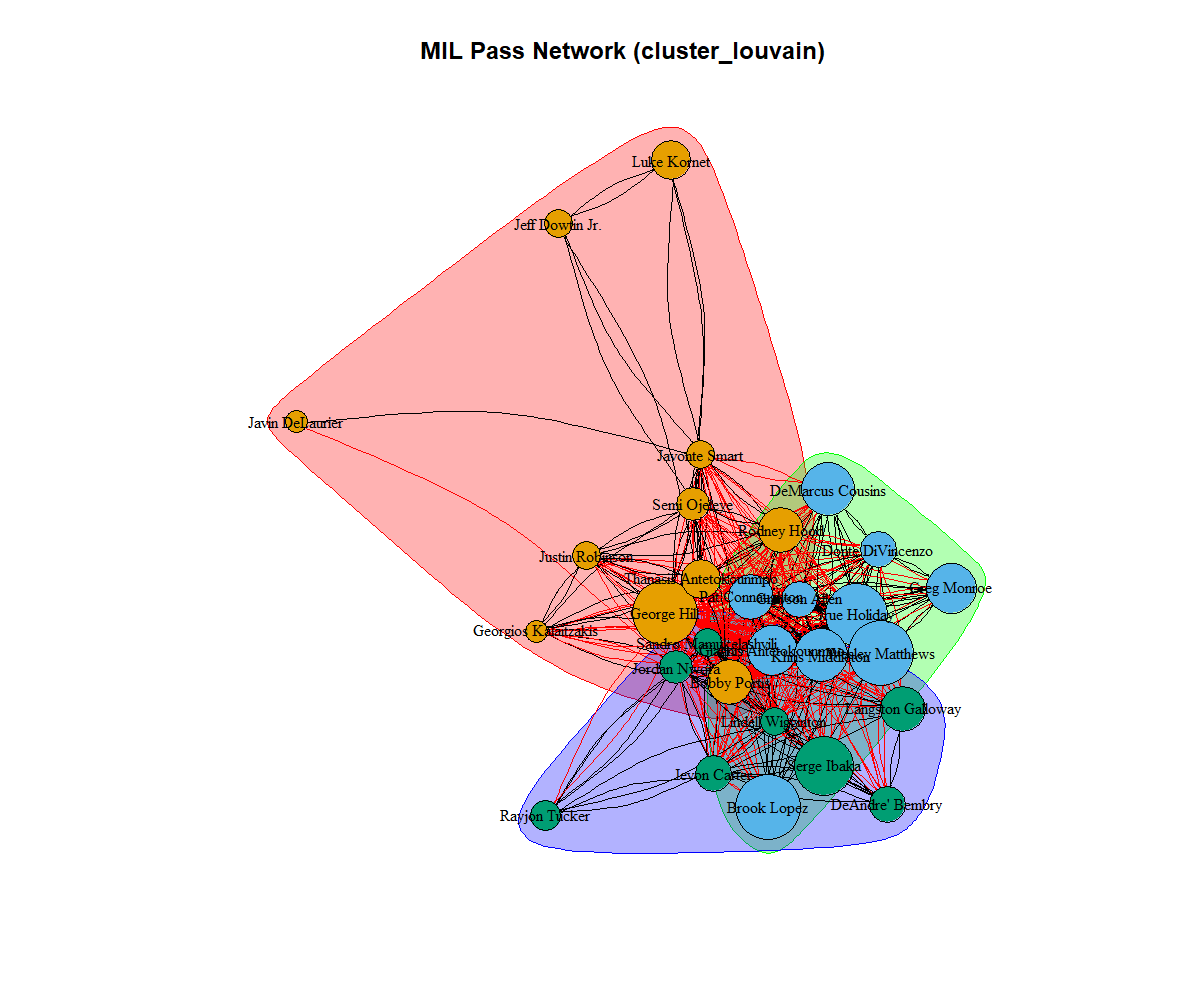 MIL Pass Network (cluster_louvain)
Luke Kornet
Jeff Dowtin Jr.
Javin DeLaurier
Javonte Smart
DeMarcus Cousins
Semi Ojeleye
Rodney Hood
Donte DiVincenzo
Justin Robinson
Thanasis Antetokounmpo
Greg Monroe
Pat Connaughton
Grayson Allen
George Hill
Jrue Holiday
Georgios Kalaitzakis
Sandro Mamukelashvili
Giannis Antetokounmpo
Khris Middleton
Wesley Matthews
Jordan Nwora
Bobby Portis
Langston Galloway
Lindell Wigginton
Serge Ibaka
Jevon Carter
Brook Lopez
DeAndre' Bembry
Rayjon Tucker